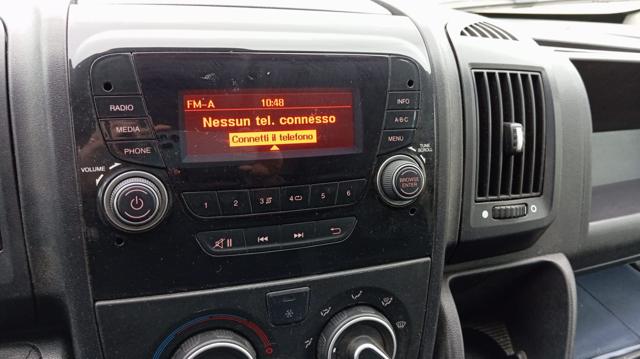 FM-A 10:48
Nessun tel. connesso
Connetti il telefono
RADIO
MEDIA
PHONE
INFO
A·B·C
MENU
VOLUME
TUNE
SCROLL
BROWSE
ENTER
1 2 3 4 5 6